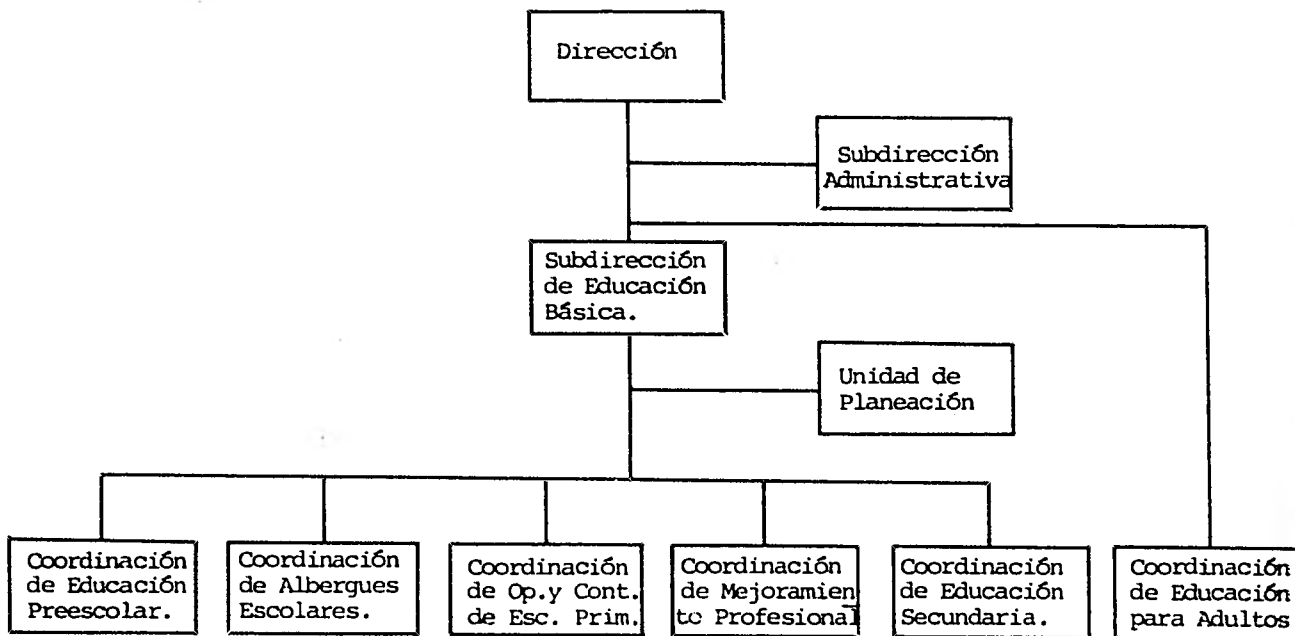 Dirección
Subdirección
Administrativa
Subdirección
de Educación
Básica.
Unidad de
Planeación
Coordinación
de Educación
Preescolar.
Coordinación
de Albergues
Escolares.
Coordinación
de Op.y Cont.
de Esc. Prim.
Coordinación
de Mejoramien
to Profesional
Coordinación
de Educación
Secundaria.
Coordinación
de Educación
para Adultos